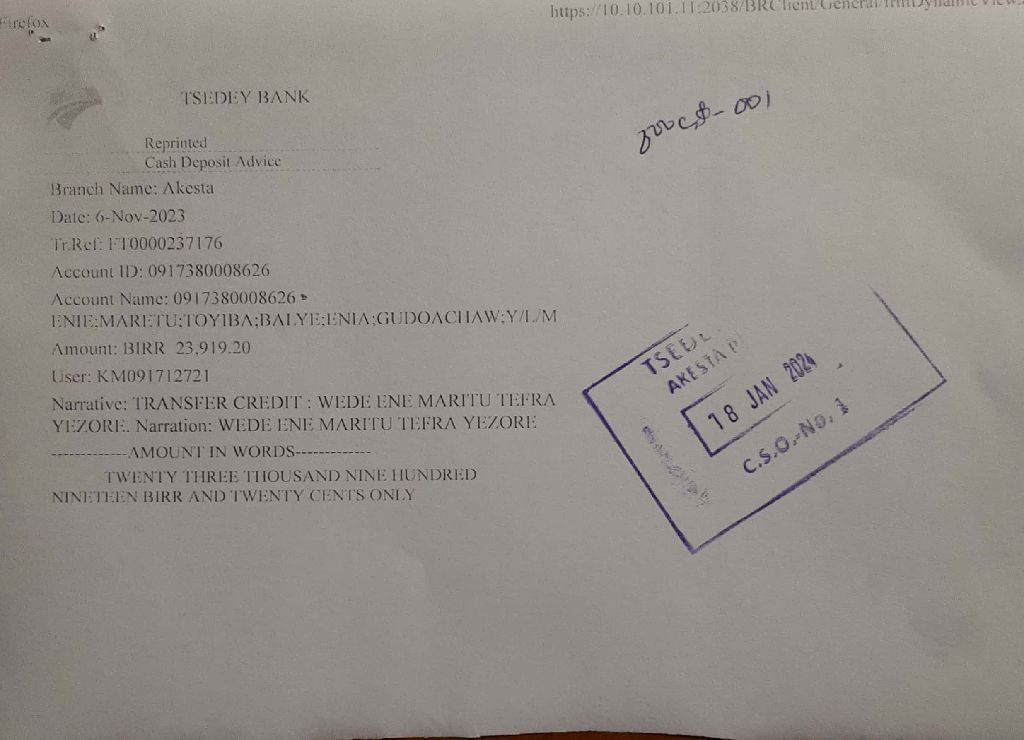 Firefox
https://10.10.101.11:2038/BRClient/General/frmDynamicView.
TSEDEY BANK
Reprinted
Cash Deposit Advice
Branch Name: Akesta
Date: 6-Nov-2023
Tr.Ref: FT0000237176
Account ID: 0917380008626
Account Name: 0917380008626
ENIE;MARETU;TOYIBA;BALYE;ENIA;GUDOACHAW;Y/L/M
Amount: BIRR 23,919.20
User: KM091712721
Narrative: TRANSFER CREDIT : WEDE ENE MARITU TEFRA
YEZORE. Narration: WEDE ENE MARITU TEFRA YEZORE
-------------AMOUNT IN WORDS-------------
TWENTY THREE THOUSAND NINE HUNDRED
NINETEEN BIRR AND TWENTY CENTS ONLY
001
AKESTA
18 JAN 2024
C.S.O.-No. 1